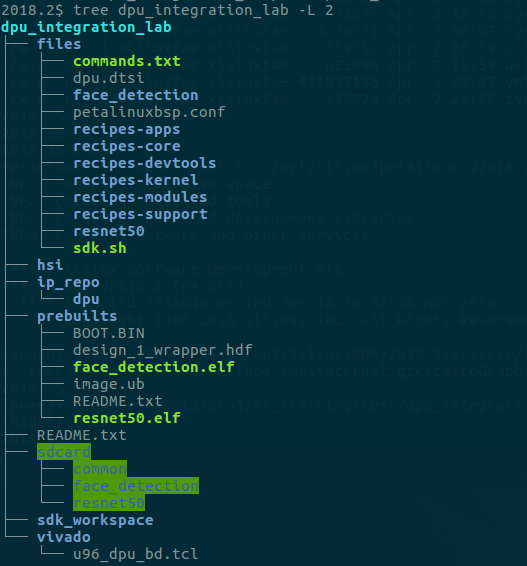 2018.2$ tree dpu_integration_lab -L 2
dpu_integration_lab
├── files
│   ├── commands.txt
│   ├── dpu.dtsi
│   ├── face_detection
│   ├── petalinuxbsp.conf
│   ├── recipes-apps
│   ├── recipes-core
│   ├── recipes-devtools
│   ├── recipes-kernel
│   ├── recipes-modules
│   ├── recipes-support
│   ├── resnet50
│   └── sdk.sh
├── hsi
├── ip_repo
│   └── dpu
├── prebuilts
│   ├── BOOT.BIN
│   ├── design_1_wrapper.hdf
│   ├── face_detection.elf
│   ├── image.ub
│   ├── README.txt
│   └── resnet50.elf
├── README.txt
├── sdcard
│   ├── common
│   ├── face_detection
│   └── resnet50
├── sdk_workspace
└── vivado
    └── u96_dpu_bd.tcl